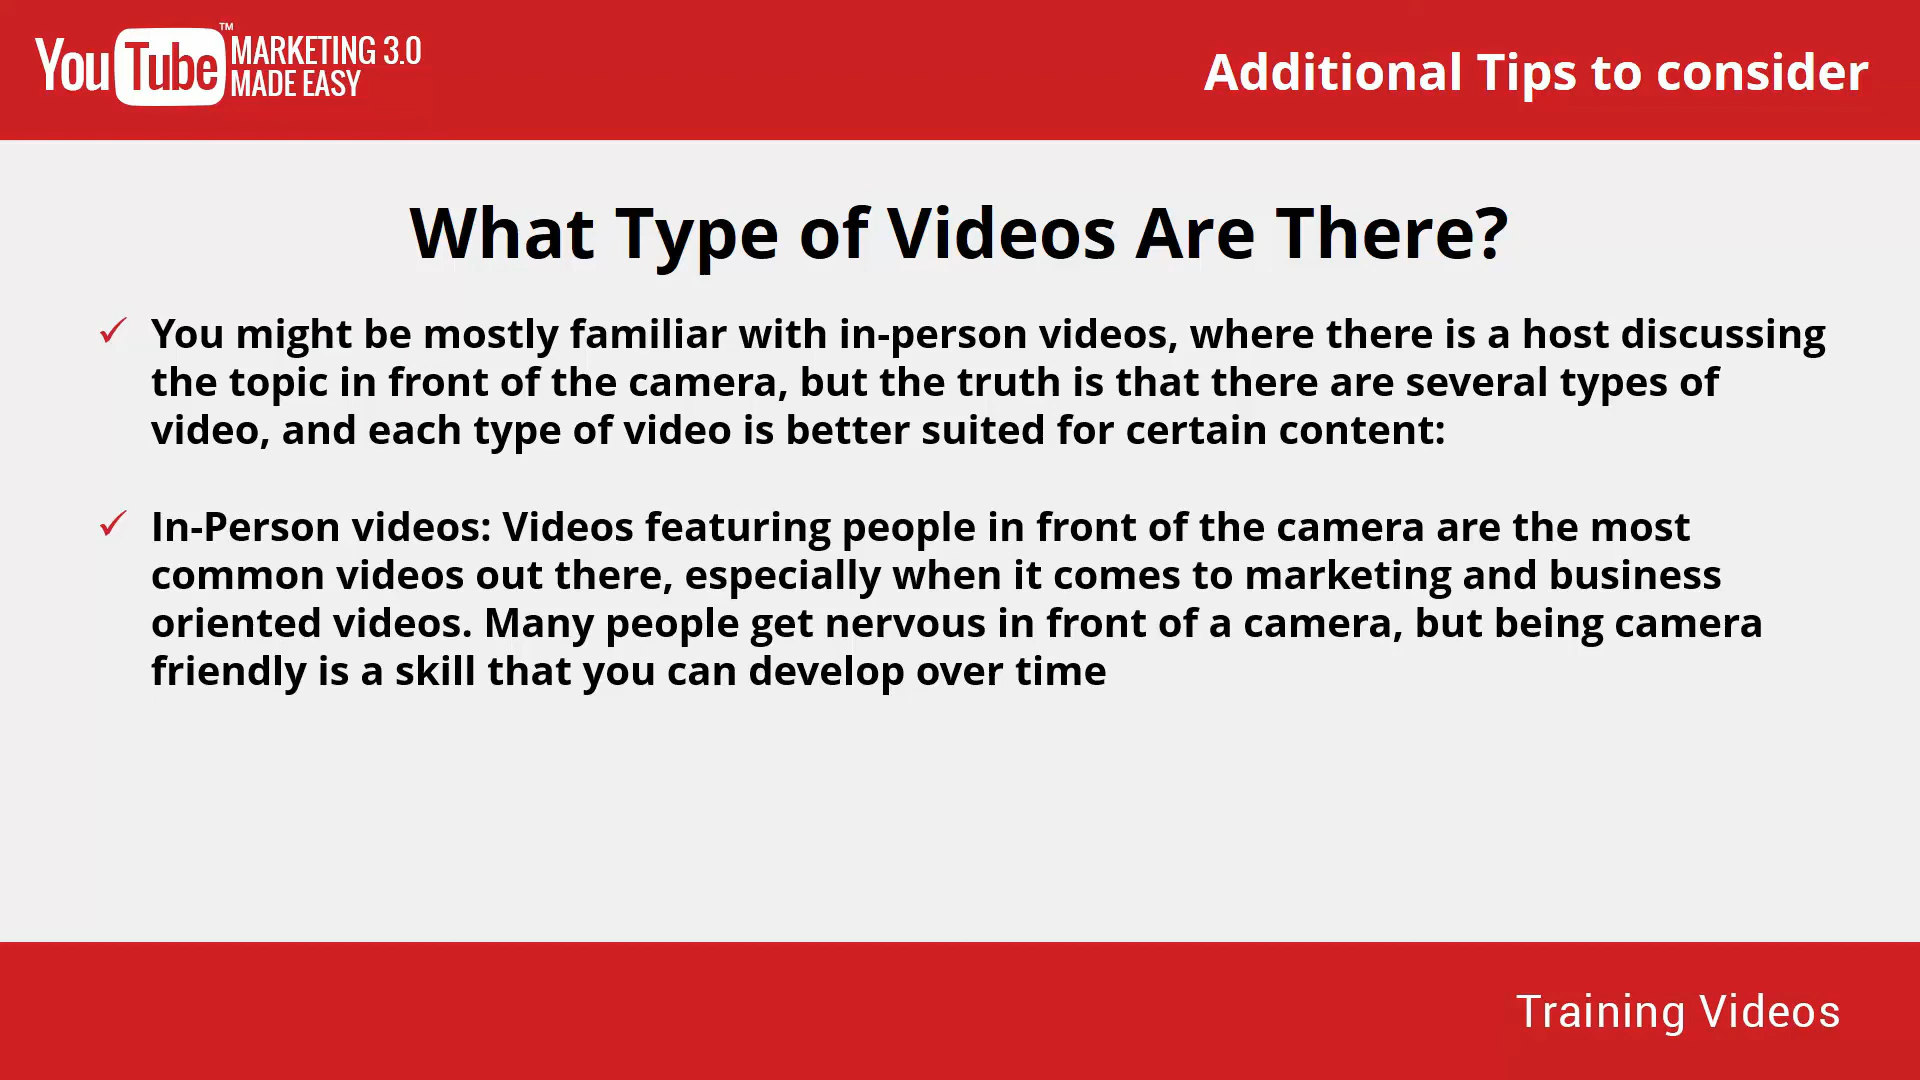 YouTube™ MARKETING 3.0
MADE EASY
Additional Tips to consider
What Type of Videos Are There?
✓ You might be mostly familiar with in-person videos, where there is a host discussing
the topic in front of the camera, but the truth is that there are several types of
video, and each type of video is better suited for certain content:
✓ In-Person videos: Videos featuring people in front of the camera are the most
common videos out there, especially when it comes to marketing and business
oriented videos. Many people get nervous in front of a camera, but being camera
friendly is a skill that you can develop over time
Training Videos